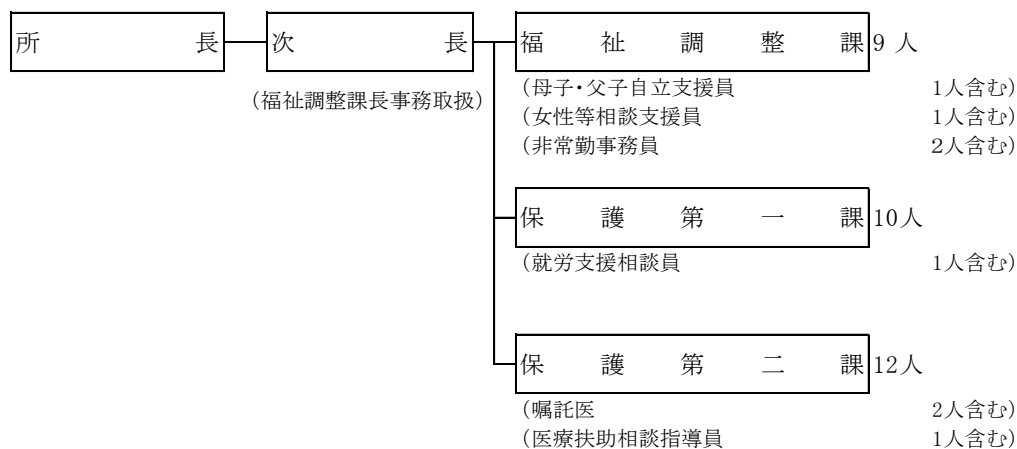 所長 次長 福祉調整課 9人
(福祉調整課長事務取扱)
(母子・父子自立支援員 1人含む)
(女性等相談支援員 1人含む)
(非常勤事務員 2人含む)
保護第一課 10人
(就労支援相談員 1人含む)
保護第二課 12人
(嘱託医 2人含む)
(医療扶助相談指導員 1人含む)